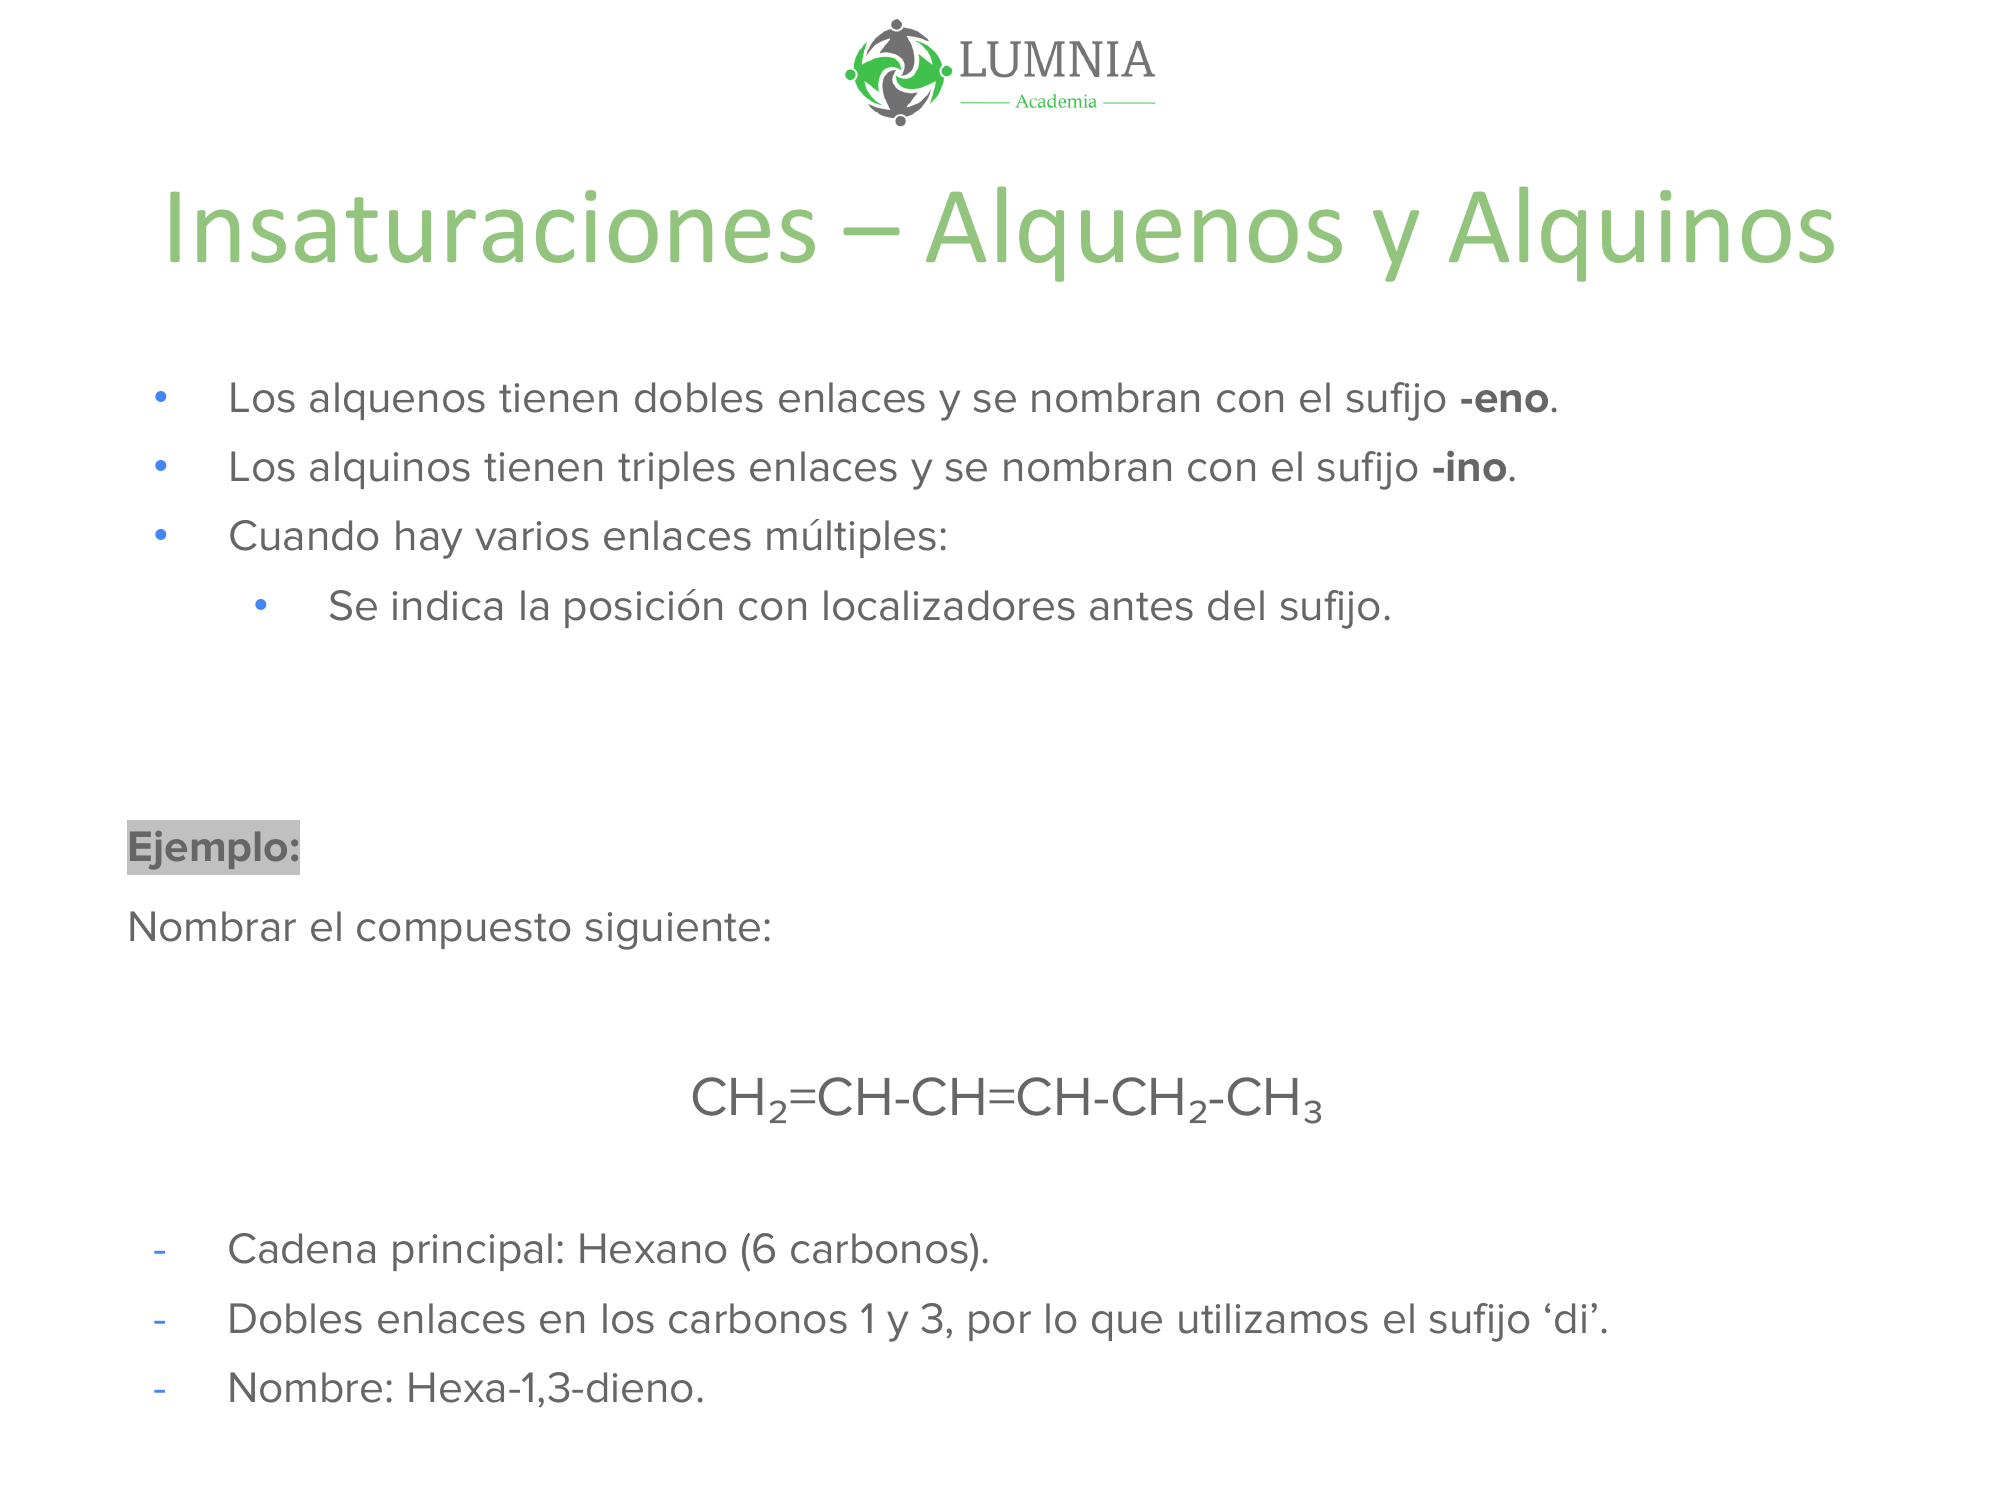 LUMNIA
Academia
Insaturaciones – Alquenos y Alquinos
• Los alquenos tienen dobles enlaces y se nombran con el sufijo -eno.
• Los alquinos tienen triples enlaces y se nombran con el sufijo -ino.
• Cuando hay varios enlaces múltiples:
• Se indica la posición con localizadores antes del sufijo.
Ejemplo:
Nombrar el compuesto siguiente:
CH₂=CH-CH=CH-CH₂-CH₃
- Cadena principal: Hexano (6 carbonos).
- Dobles enlaces en los carbonos 1 y 3, por lo que utilizamos el sufijo ‘di’.
- Nombre: Hexa-1,3-dieno.